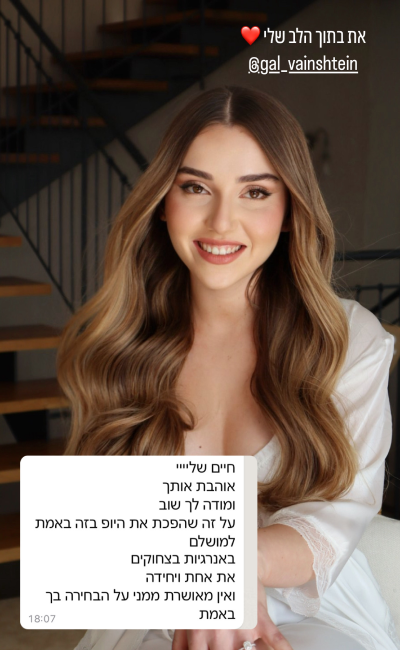 את בתוך הלב שלי ❤️
@gal_vainshtein
חיים שלייייי
אוהבת אותך
ומודה לך שוב
על זה שהפכת את היופ בזה באמת
למושלם
באנרגיות בצחוקים
את אחת ויחידה
ואין מאושרת ממני על הבחירה בך
באמת
18:07